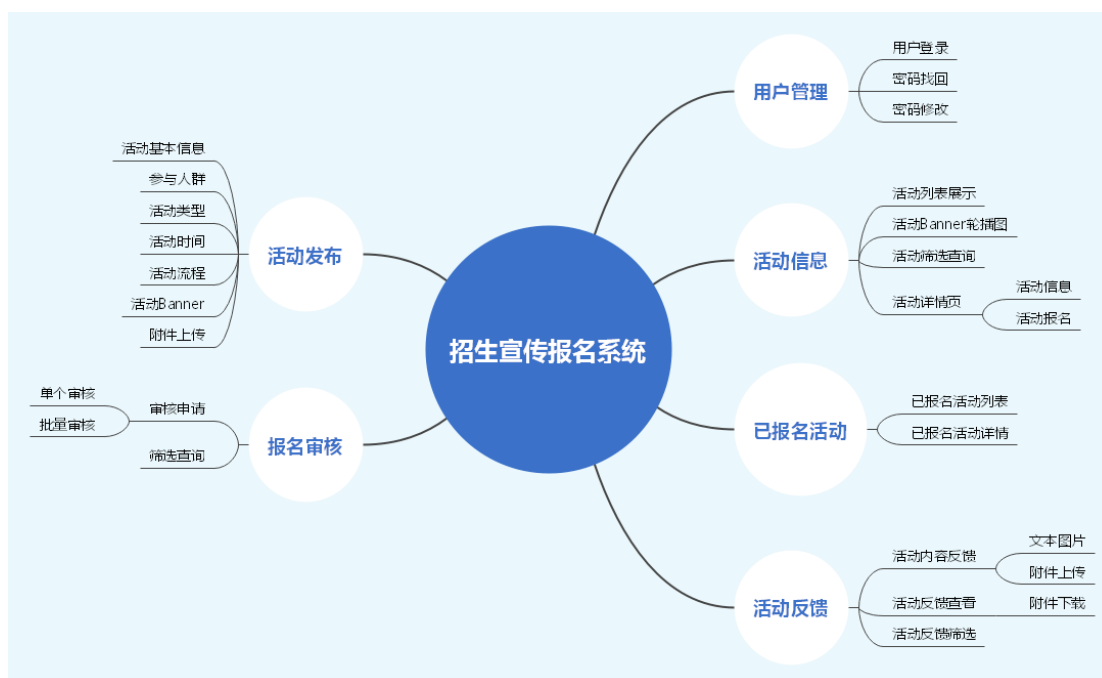 招生宣传报名系统
用户管理
用户登录
密码找回
密码修改
活动信息
活动列表展示
活动Banner轮插图
活动筛选查询
活动详情页
活动信息
活动报名
已报名活动
已报名活动列表
已报名活动详情
活动反馈
活动内容反馈
文本图片
附件上传
活动反馈查看
附件下载
活动反馈筛选
活动发布
活动基本信息
参与人群
活动类型
活动时间
活动流程
活动Banner
附件上传
报名审核
审核申请
单个审核
批量审核
筛选查询